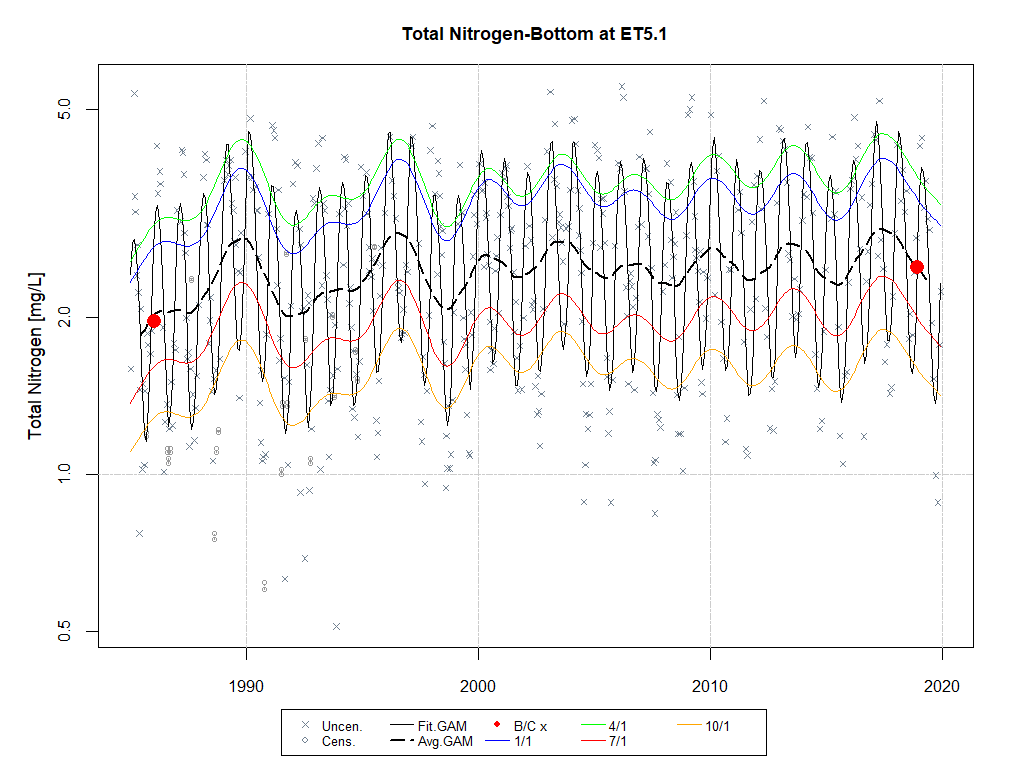 Total Nitrogen-Bottom at ET5.1
Total Nitrogen [mg/L]
5.0
2.0
1.0
0.5
1990 2000 2010 2020
Uncen. Fit.GAM B/C x 4/1 10/1
Cens. Avg.GAM 1/1 7/1